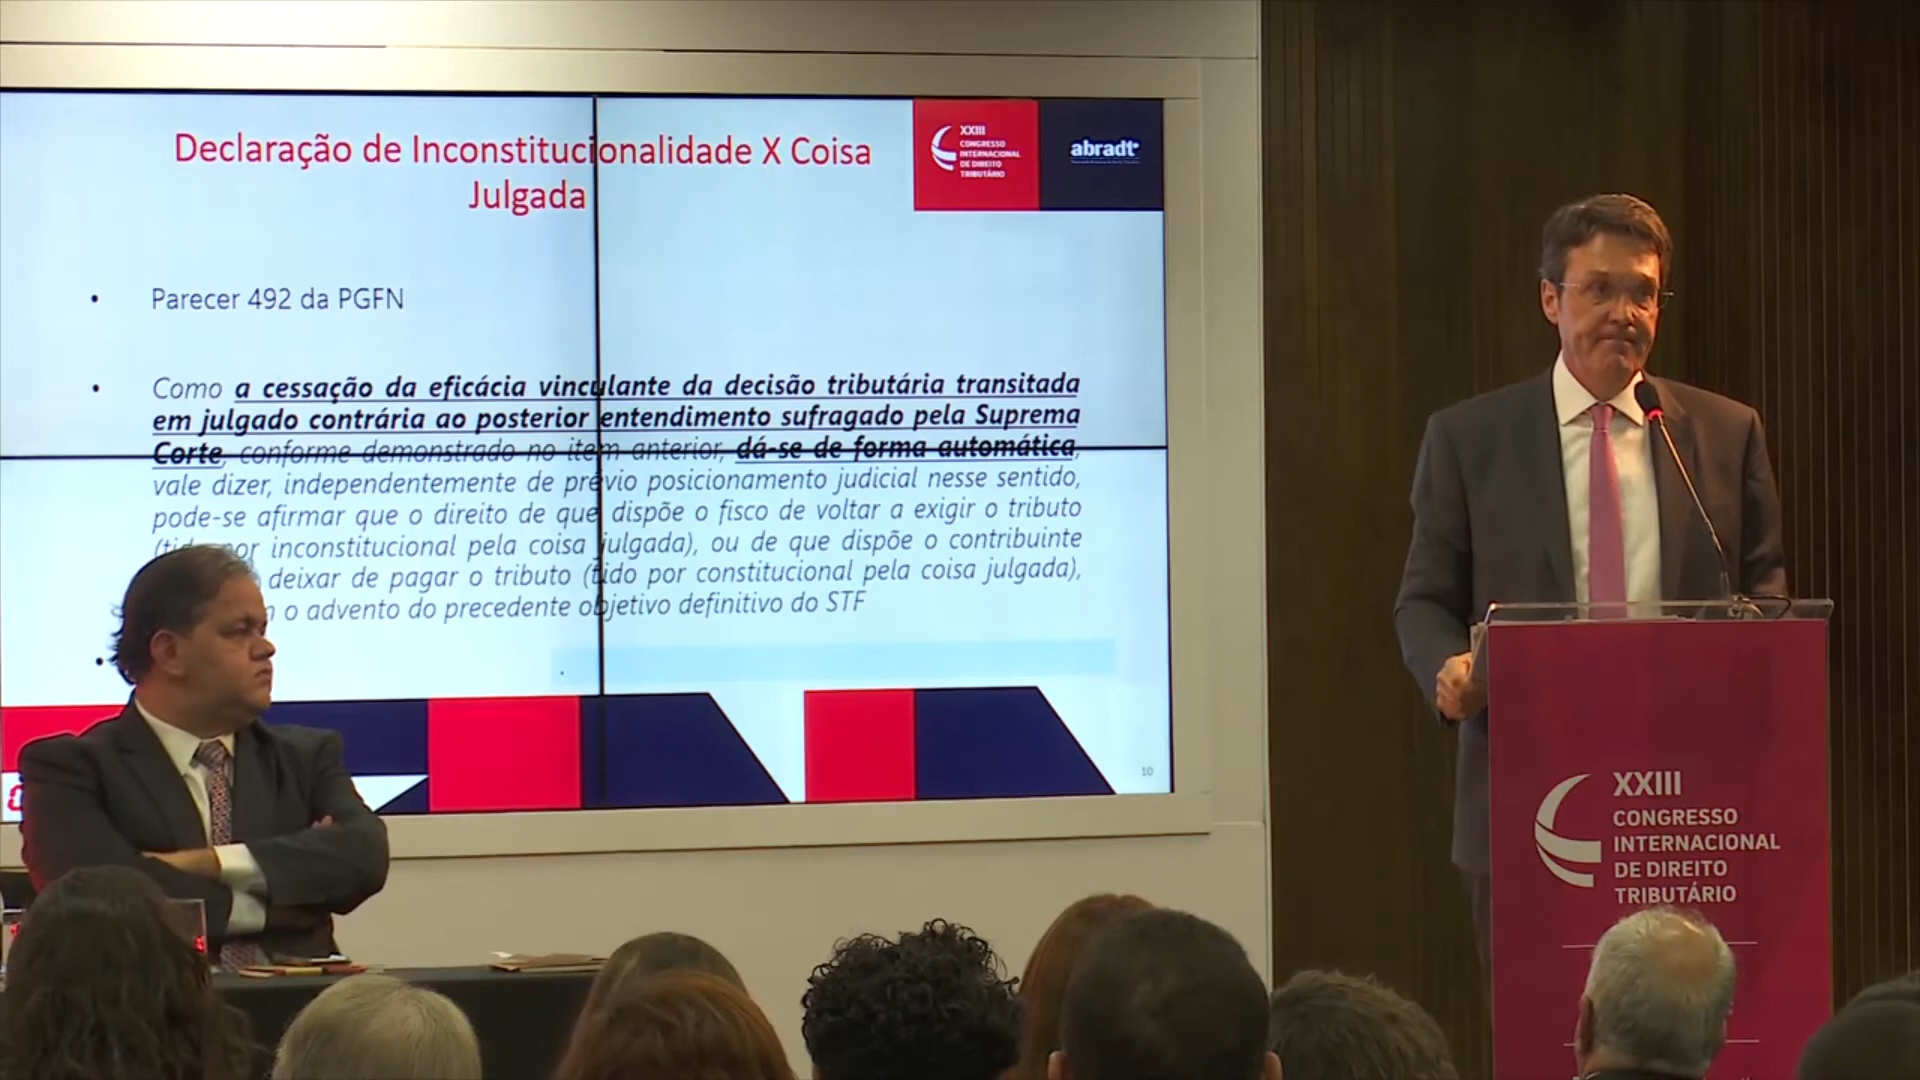 Declaração de Inconstitucionalidade X Coisa
Julgada
XXIII
CONGRESSO
INTERNACIONAL
DE DIREITO
TRIBUTÁRIO
abradt
• Parecer 492 da PGFN
• Como a cessação da eficácia vinculante da decisão tributária transitada
em julgado contrária ao posterior entendimento sufragado pela Suprema
Corte, conforme demonstrado no item anterior, dá-se de forma automática,
vale dizer, independentemente de prévio posicionamento judicial nesse sentido,
pode-se afirmar que o direito de que dispõe o fisco de voltar a exigir o tributo
(tido por inconstitucional pela coisa julgada), ou de que dispõe o contribuinte
deixar de pagar o tributo (tido por constitucional pela coisa julgada),
o advento do precedente objetivo definitivo do STF
10
XXIII
CONGRESSO
INTERNACIONAL
DE DIREITO
TRIBUTÁRIO